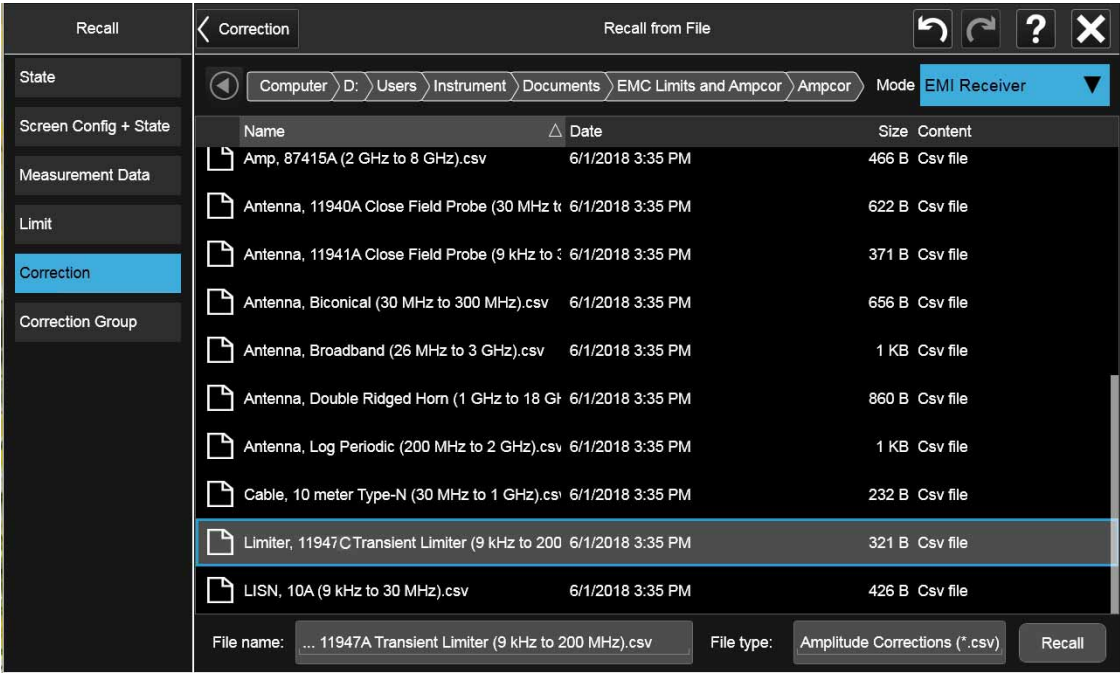 Recall
Correction
Recall from File
?
State
Screen Config + State
Measurement Data
Limit
Correction
Correction Group
Computer D: Users Instrument Documents EMC Limits and Ampcor Ampcor
Mode EMI Receiver
Name Date Size Content
Amp, 87415A (2 GHz to 8 GHz).csv 6/1/2018 3:35 PM 466 B Csv file
Antenna, 11940A Close Field Probe (30 MHz to 6/1/2018 3:35 PM 622 B Csv file
Antenna, 11941A Close Field Probe (9 kHz to 3 6/1/2018 3:35 PM 371 B Csv file
Antenna, Biconical (30 MHz to 300 MHz).csv 6/1/2018 3:35 PM 656 B Csv file
Antenna, Broadband (26 MHz to 3 GHz).csv 6/1/2018 3:35 PM 1 KB Csv file
Antenna, Double Ridged Horn (1 GHz to 18 GH 6/1/2018 3:35 PM 860 B Csv file
Antenna, Log Periodic (200 MHz to 2 GHz).csv 6/1/2018 3:35 PM 1 KB Csv file
Cable, 10 meter Type-N (30 MHz to 1 GHz).csv 6/1/2018 3:35 PM 232 B Csv file
Limiter, 11947C Transient Limiter (9 kHz to 200 6/1/2018 3:35 PM 321 B Csv file
LISN, 10A (9 kHz to 30 MHz).csv 6/1/2018 3:35 PM 426 B Csv file
File name: ... 11947A Transient Limiter (9 kHz to 200 MHz).csv File type: Amplitude Corrections (*.csv) Recall